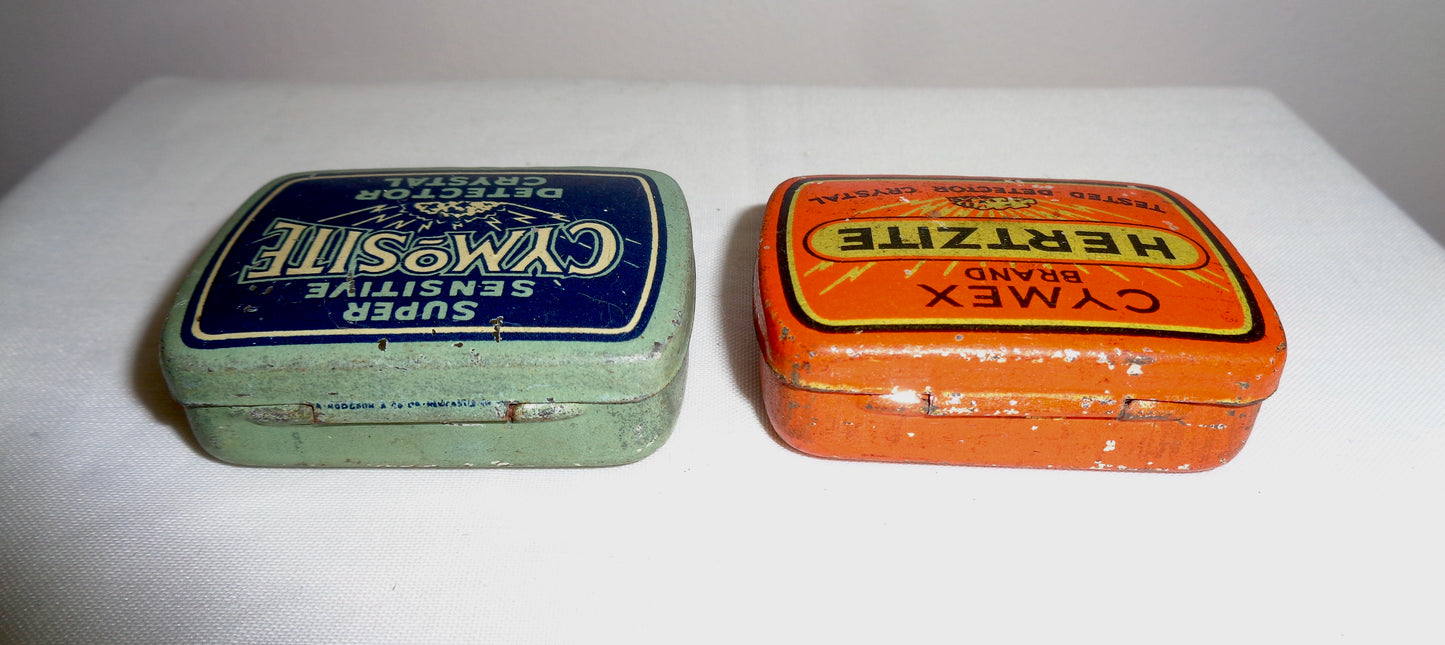 SUPER
SENSITIVE
CYMOSITE
DETECTOR
CRYSTAL
CYMEX
BRAND
HERTZITE
TESTED DETECTOR CRYSTAL